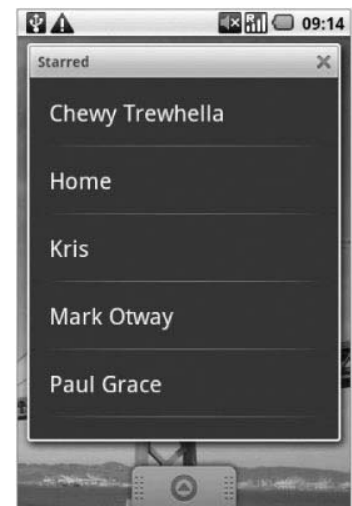 R
09:14
Starred
Chewy Trewhella
Home
Kris
Mark Otway
Paul Grace